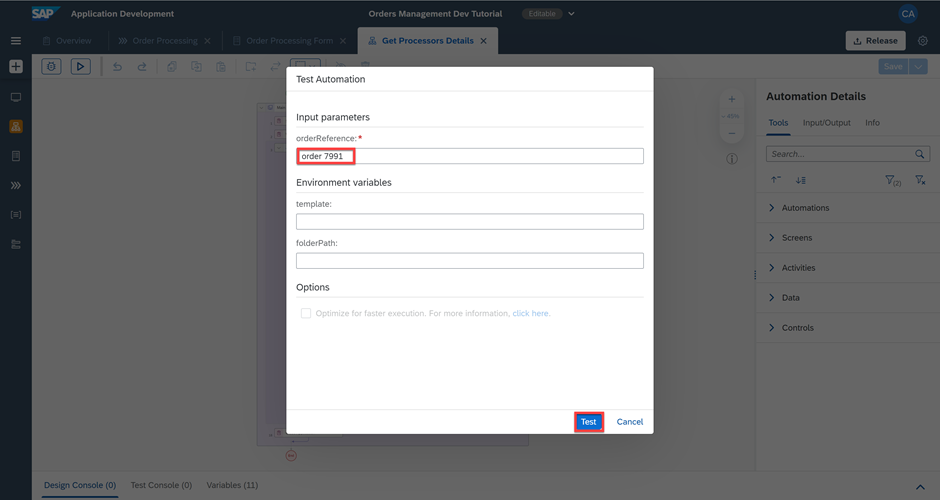 SAP Application Development Orders Management Dev Tutorial Editable CA
Overview Order Processing Order Processing Form Get Processors Details Release
Save
Test Automation
Input parameters
orderReference: *
order 7991
Environment variables
template:
folderPath:
Options
Optimize for faster execution. For more information, click here.
Test Cancel
Automation Details
Tools Input/Output Info
Search...
(2)
Automations
Screens
Activities
Data
Controls
Design Console (0) Test Console (0) Variables (11)